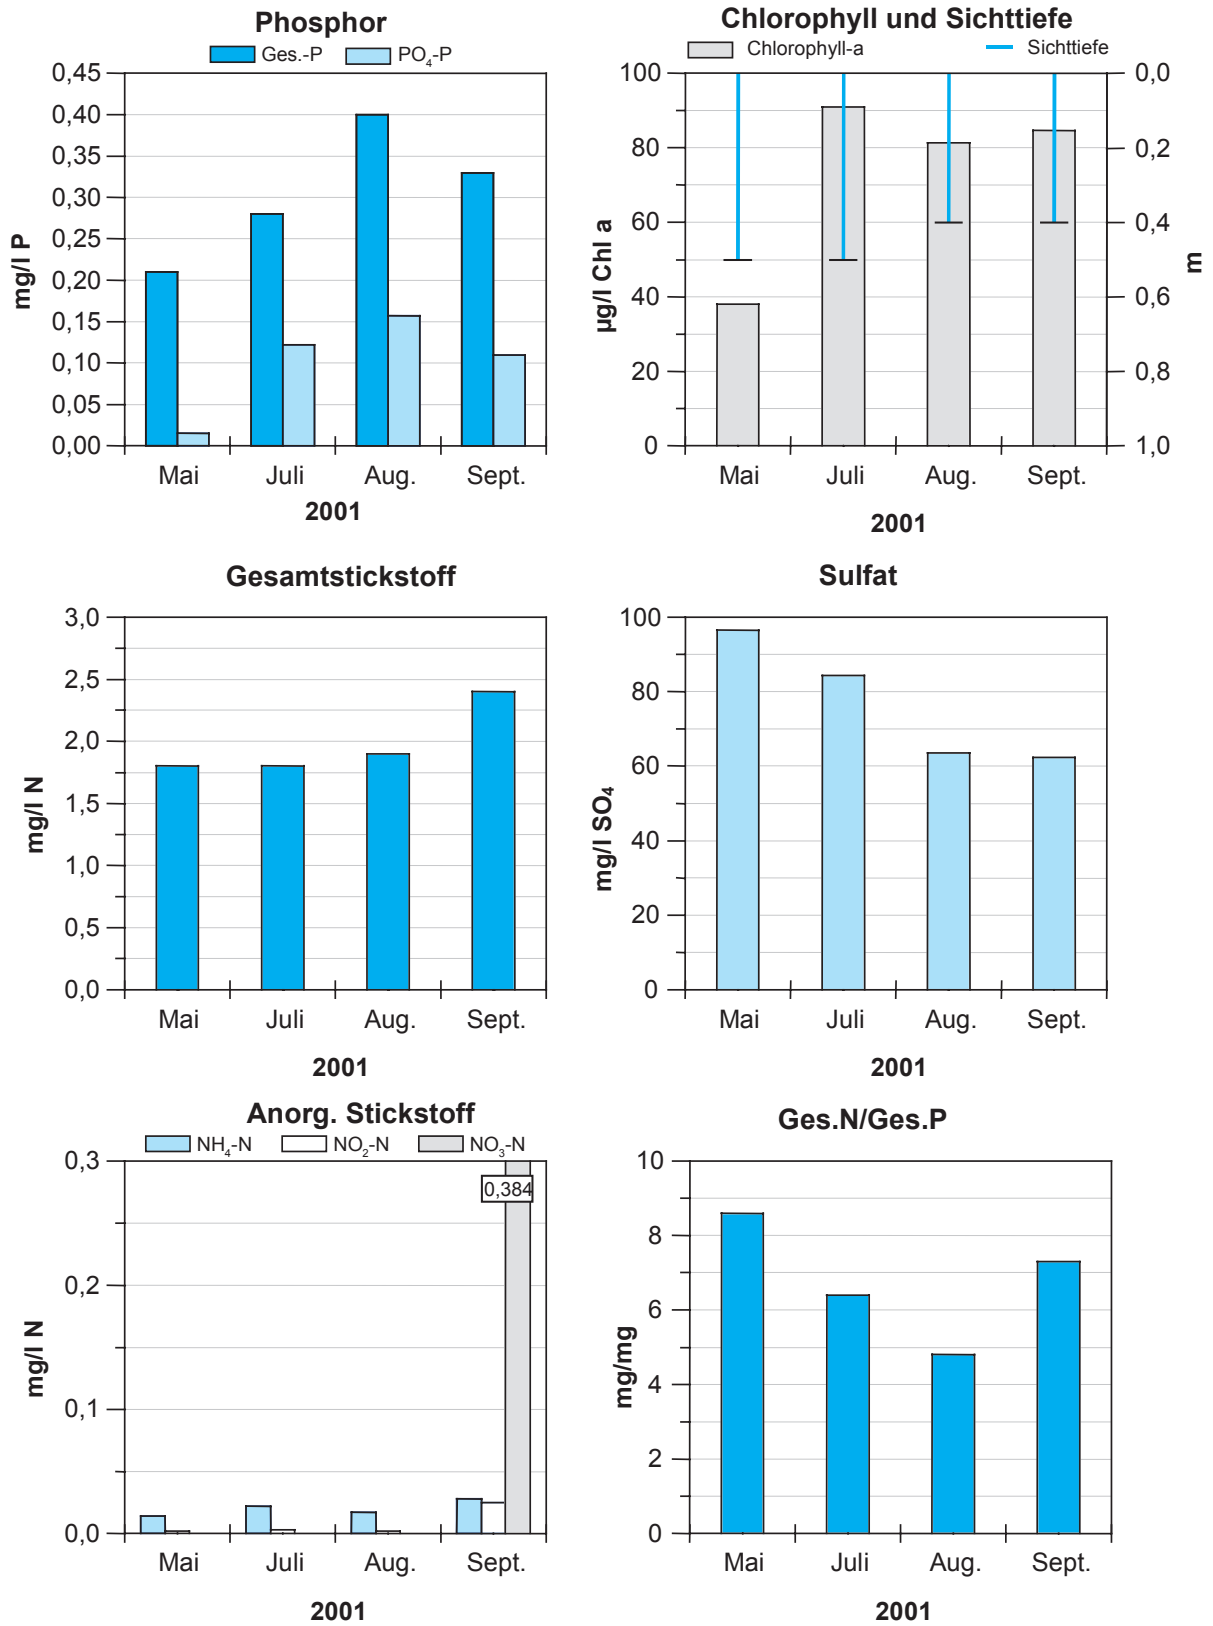 Phosphor
Ges.-P PO₄-P
0,45
0,40
0,35
0,30
0,25
0,20
0,15
0,10
0,05
0,00
mg/l P
Mai Juli Aug. Sept.
2001
Chlorophyll und Sichttiefe
Chlorophyll-a Sichttiefe
100
80
60
40
20
0
µg/l Chl a
0,0
0,2
0,4
0,6
0,8
1,0
m
Mai Juli Aug. Sept.
2001
Gesamtstickstoff
3,0
2,5
2,0
1,5
1,0
0,5
0,0
mg/l N
Mai Juli Aug. Sept.
2001
Sulfat
100
80
60
40
20
0
mg/l SO₄
Mai Juli Aug. Sept.
2001
Anorg. Stickstoff
NH₄-N NO₂-N NO₃-N
0,3
0,2
0,1
0,0
mg/l N
0,384
Mai Juli Aug. Sept.
2001
Ges.N/Ges.P
10
8
6
4
2
0
mg/mg
Mai Juli Aug. Sept.
2001